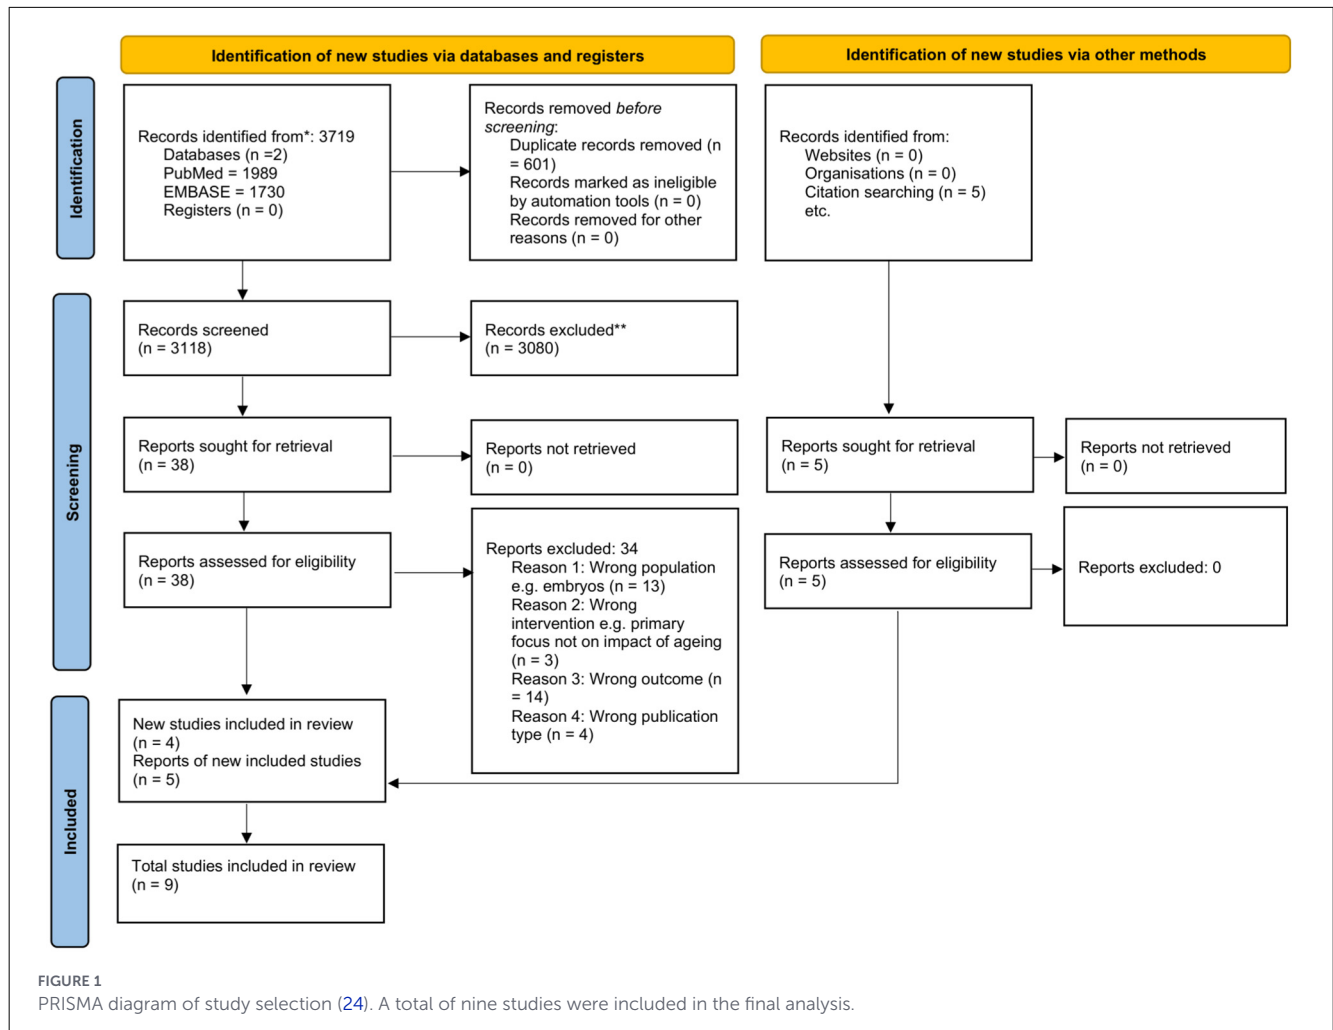 Identification of new studies via databases and registers
Identification of new studies via other methods
Identification
Records identified from*: 3719
Databases (n =2)
PubMed = 1989
EMBASE = 1730
Registers (n = 0)
Records removed before
screening:
Duplicate records removed (n
= 601)
Records marked as ineligible
by automation tools (n = 0)
Records removed for other
reasons (n = 0)
Records identified from:
Websites (n = 0)
Organisations (n = 0)
Citation searching (n = 5)
etc.
Screening
Records screened
(n = 3118)
Records excluded**
(n = 3080)
Reports sought for retrieval
(n = 38)
Reports not retrieved
(n = 0)
Reports sought for retrieval
(n = 5)
Reports not retrieved
(n = 0)
Reports assessed for eligibility
(n = 38)
Reports excluded: 34
Reason 1: Wrong population
e.g. embryos (n = 13)
Reason 2: Wrong
intervention e.g. primary
focus not on impact of ageing
(n = 3)
Reason 3: Wrong outcome (n
= 14)
Reason 4: Wrong publication
type (n = 4)
Reports assessed for eligibility
(n = 5)
Reports excluded: 0
Included
New studies included in review
(n = 4)
Reports of new included studies
(n = 5)
Total studies included in review
(n = 9)
FIGURE 1
PRISMA diagram of study selection (24). A total of nine studies were included in the final analysis.